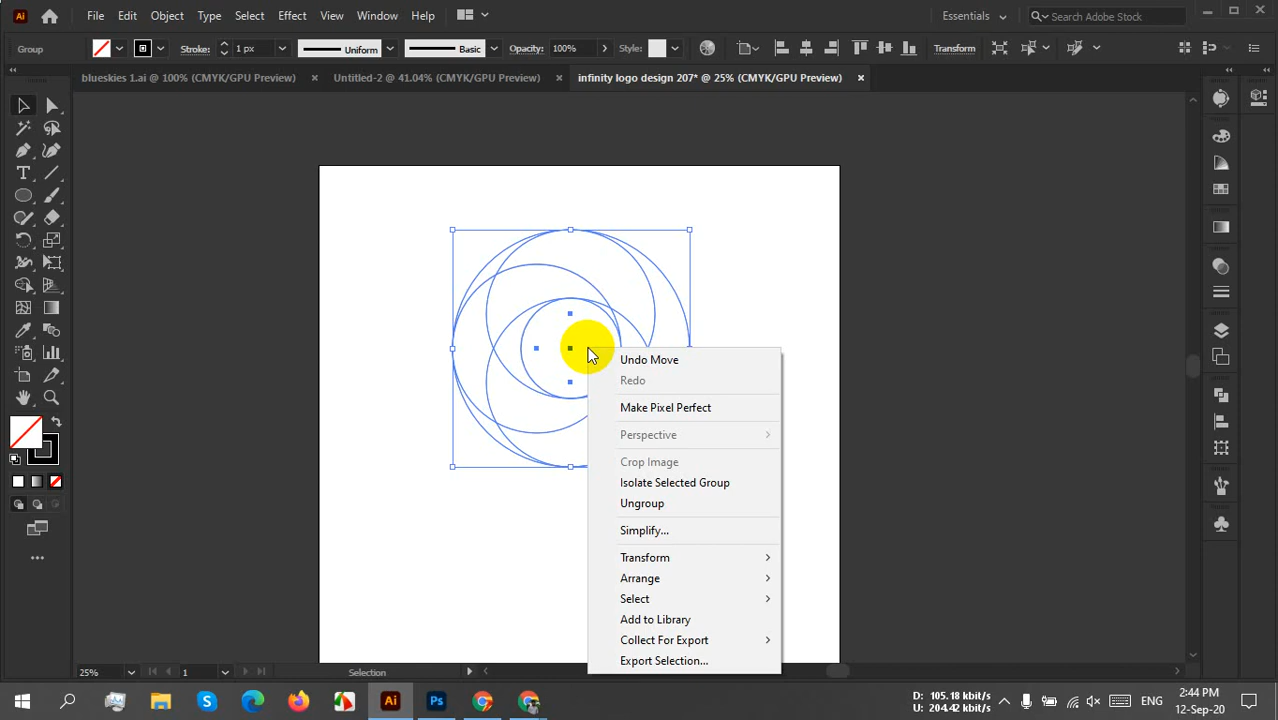 Ai File Edit Object Type Select Effect View Window Help Essentials Search Adobe Stock
Group Stroke: 1 px Uniform Basic Opacity: 100% Style: Transform
blueskies 1.ai @ 100% (CMYK/GPU Preview) Untitled-2 @ 41.04% (CMYK/GPU Preview) infinity logo design 207* @ 25% (CMYK/GPU Preview)
Undo Move
Redo
Make Pixel Perfect
Perspective
Crop Image
Isolate Selected Group
Ungroup
Simplify...
Transform
Arrange
Select
Add to Library
Collect For Export
Export Selection...
25% 1 Selection
Ai Ps D: 105.18 kbit/s ENG 2:44 PM
U: 204.42 kbit/s 12-Sep-20